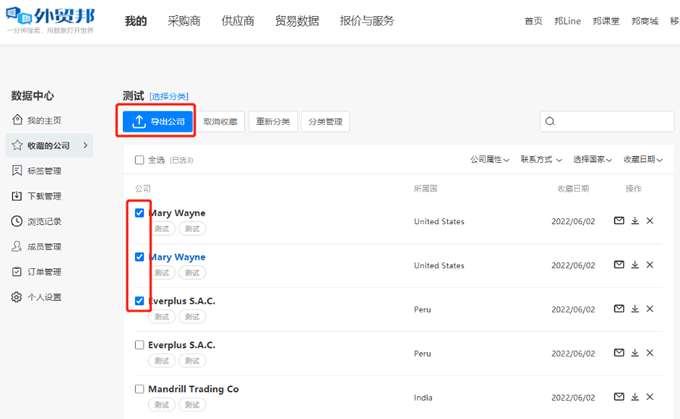 外贸邦
一分钟搜索，用数据打开世界
我的 采购商 供应商 贸易数据 报价与服务
首页 邦Line 邦课堂 邦商城 移
数据中心
我的主页
收藏的公司
标签管理
下载管理
浏览记录
成员管理
订单管理
个人设置
测试 [选择分类]
导出公司 取消收藏 重新分类 分类管理
全选 (已选3) 公司属性 联系方式 选择国家 收藏日期
公司 所属国 收藏日期 操作
Mary Wayne
测试 测试
United States 2022/06/02
Mary Wayne
测试 测试
United States 2022/06/02
Everplus S.A.C.
测试 测试
Peru 2022/06/02
Everplus S.A.C.
测试 测试
Peru 2022/06/02
Mandrill Trading Co
测试 测试
India 2022/06/02